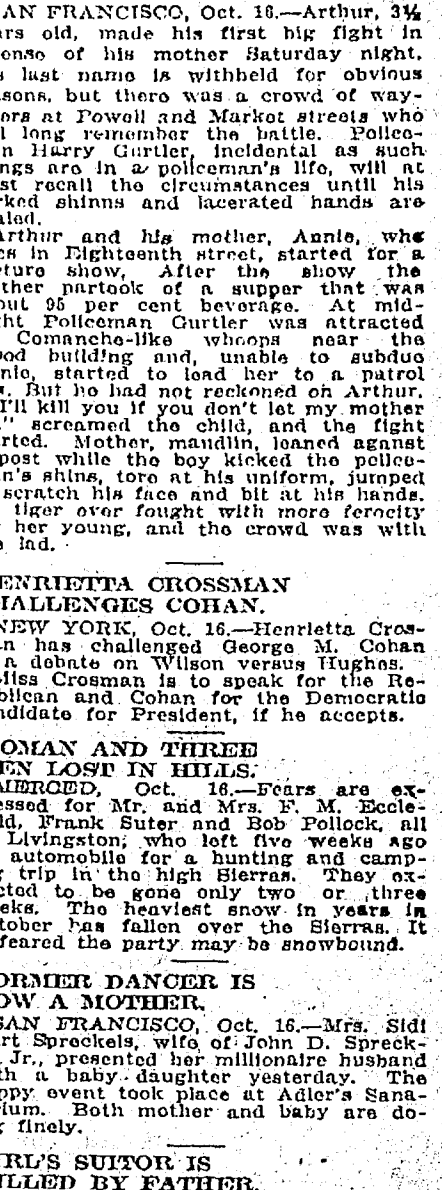 AN FRANCISCO, Oct. 16.—Arthur, 3½
ars old, made his first big fight in
ense of his mother Saturday night.
s last name is withheld for obvious
sons, but there was a crowd of way-
ors at Powell and Market streets who
l long remember the battle. Police-
n Harry Gurtler, incidental as such
ngs are in a policeman's life, will at
st recall the circumstances until his
rked shinns and lacerated hands are
aled.
Arthur and his mother, Annie, who
es in Eighteenth street, started for a
ture show, After the show the
ther partook of a supper that was
out 95 per cent beverage. At mid-
ht Policeman Gurtler was attracted
Comanche-like whoops near the
ood building and, unable to subdue
nie, started to lead her to a patrol
. But he had not reckoned on Arthur.
I'll kill you if you don't let my mother
" screamed the child, and the fight
rted. Mother, maudlin, leaned aganst
post while the boy kicked the police-
n's shins, tore at his uniform, jumped
scratch his face and bit at his hands.
tiger ever fought with more ferocity
her young, and the crowd was with
e lad.
ENRIETTA CROSSMAN
HALLENGES COHAN.
NEW YORK, Oct. 16.—Henrietta Cros-
n has challenged George M. Cohan
a debate on Wilson versus Hughes.
Miss Crosman is to speak for the Re-
blican and Cohan for the Democratic
ndidate for President, if he accepts.
OMAN AND THREE
EN LOST IN HILLS.
MERCED, Oct. 16.—Fears are ex-
essed for Mr. and Mrs. F. M. Eccle-
ld, Frank Suter and Bob Pollock, all
Livingston, who left five weeks ago
automobile for a hunting and camp-
g trip in the high Sierras. They ex-
cted to be gone only two or three
eks. The heaviest snow in years in
tober has fallen over the Sierras. It
feared the party may be snowbound.
ORMER DANCER IS
OW A MOTHER.
SAN FRANCISCO, Oct. 16.—Mrs. Sidi
rt Spreckels, wife of John D. Spreck-
Jr., presented her millionaire husband
th a baby daughter yesterday. The
ppy event took place at Adler's Sana-
rium. Both mother and baby are do-
g finely.
IRL'S SUITOR IS
ILLED BY FATHER.